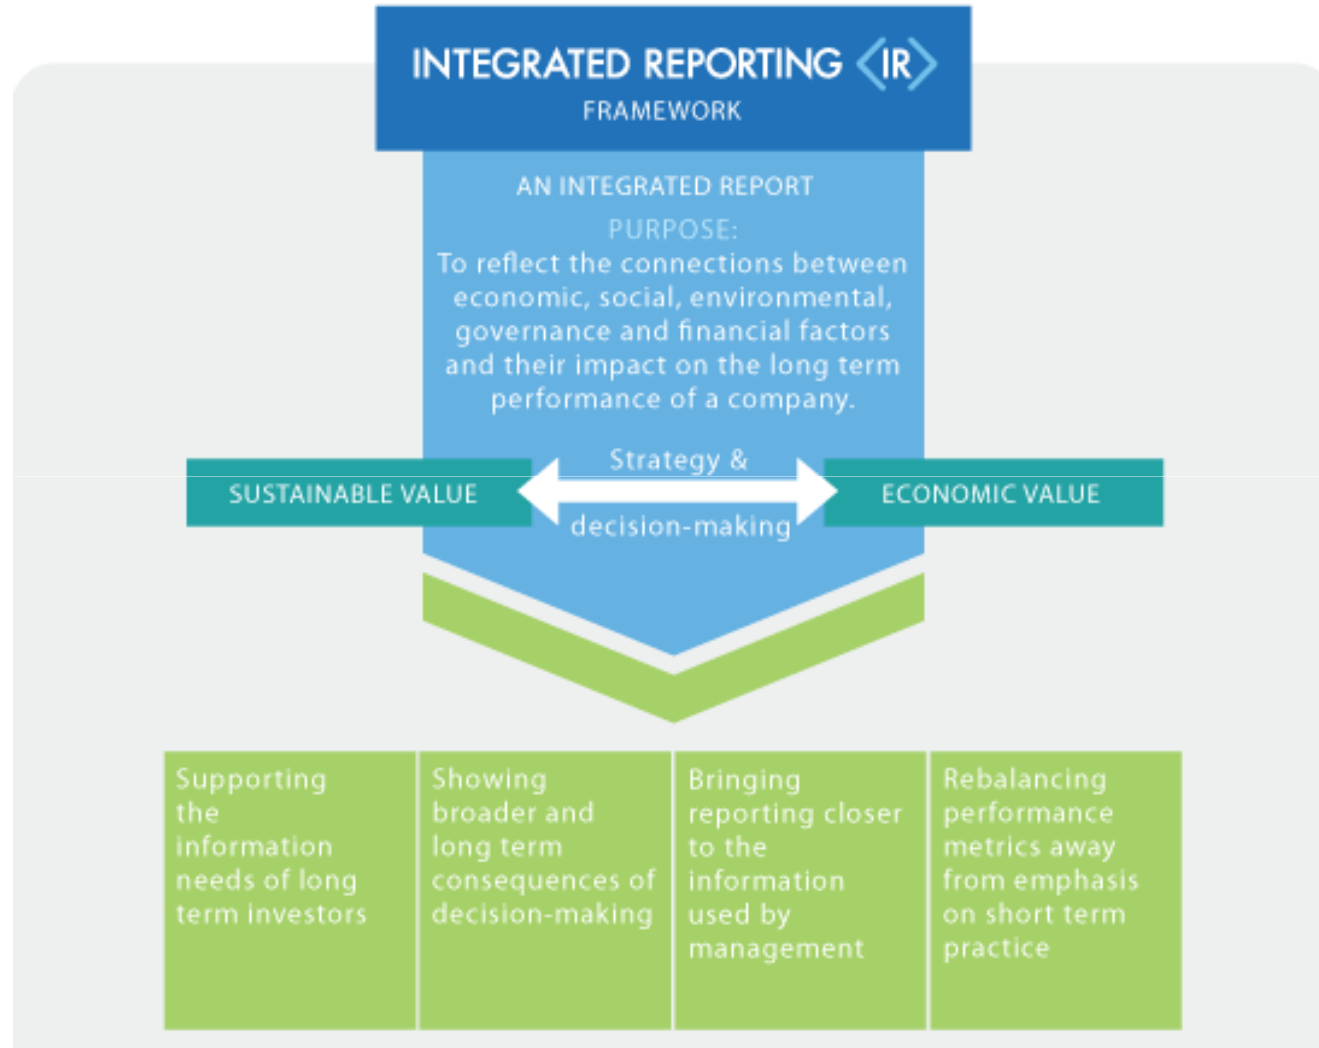 INTEGRATED REPORTING <IR>
FRAMEWORK
AN INTEGRATED REPORT
PURPOSE:
To reflect the connections between
economic, social, environmental,
governance and financial factors
and their impact on the long term
performance of a company.
Strategy &
SUSTAINABLE VALUE
ECONOMIC VALUE
decision-making
Supporting
the
information
needs of long
term investors
Showing
broader and
long term
consequences of
decision-making
Bringing
reporting closer
to the
information
used by
management
Rebalancing
performance
metrics away
from emphasis
on short term
practice